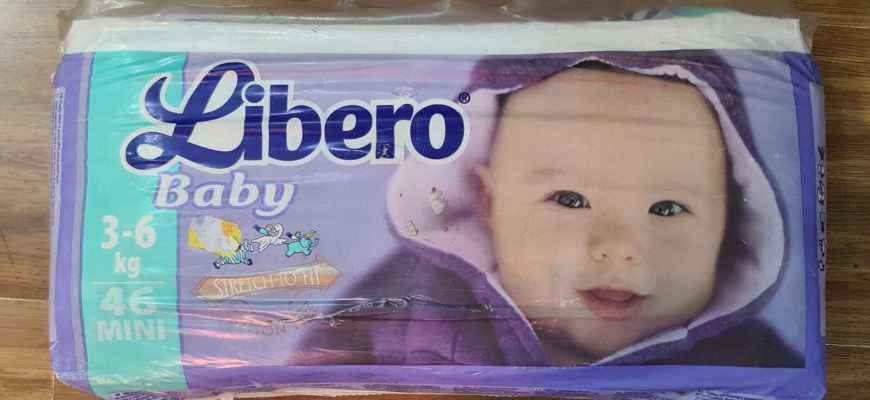 Libero®
Baby
3-6
kg
46
MINI
STRETCH-TO-FIT